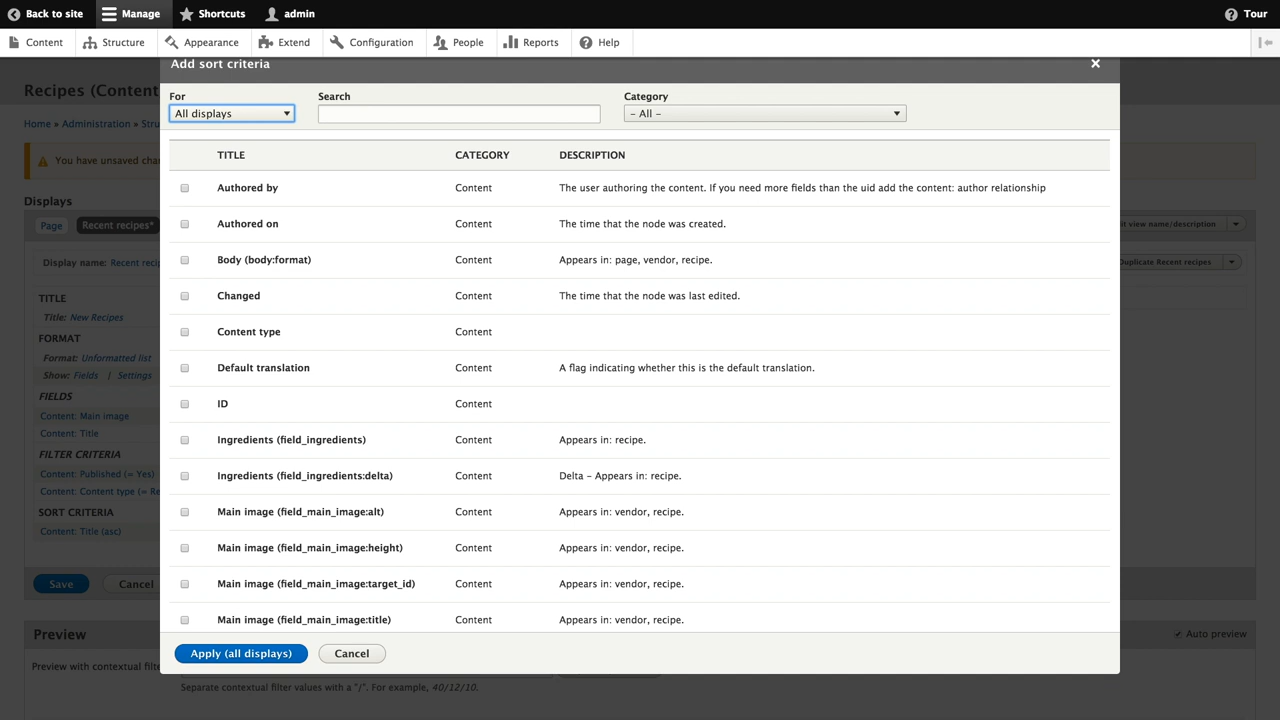 Back to site Manage Shortcuts admin Tour
Content Structure Appearance Extend Configuration People Reports Help
Add sort criteria
Recipes (Content
For Search Category
All displays - All -
Home » Administration »
You have unsaved
TITLE CATEGORY DESCRIPTION
Authored by Content The user authoring the content. If you need more fields than the uid add the content: author relationship
Displays
Page Recent recipes* Authored on Content The time that the node was created. view name/description
Display name: Body (body:format) Content Appears in: page, vendor, recipe. Duplicate Recent recipes
TITLE Changed Content The time that the node was last edited.
Title: New Recipes
FORMAT Content type Content
Format: Unformatted list
Show: Fields | Settings Default translation Content A flag indicating whether this is the default translation.
FIELDS ID Content
Content: Main image
Content: Title Ingredients (field_ingredients) Content Appears in: recipe.
FILTER CRITERIA
Content: Published (= Yes) Ingredients (field_ingredients:delta) Content Delta – Appears in: recipe.
Content: Content type (=
SORT CRITERIA Main image (field_main_image:alt) Content Appears in: vendor, recipe.
Content: Title (asc)
Main image (field_main_image:height) Content Appears in: vendor, recipe.
Save Cancel Main image (field_main_image:target_id) Content Appears in: vendor, recipe.
Main image (field_main_image:title) Content Appears in: vendor, recipe.
Preview Auto preview
Apply (all displays) Cancel
Preview with contextual
Separate contextual filter values with a "/". For example, 40/12/10.